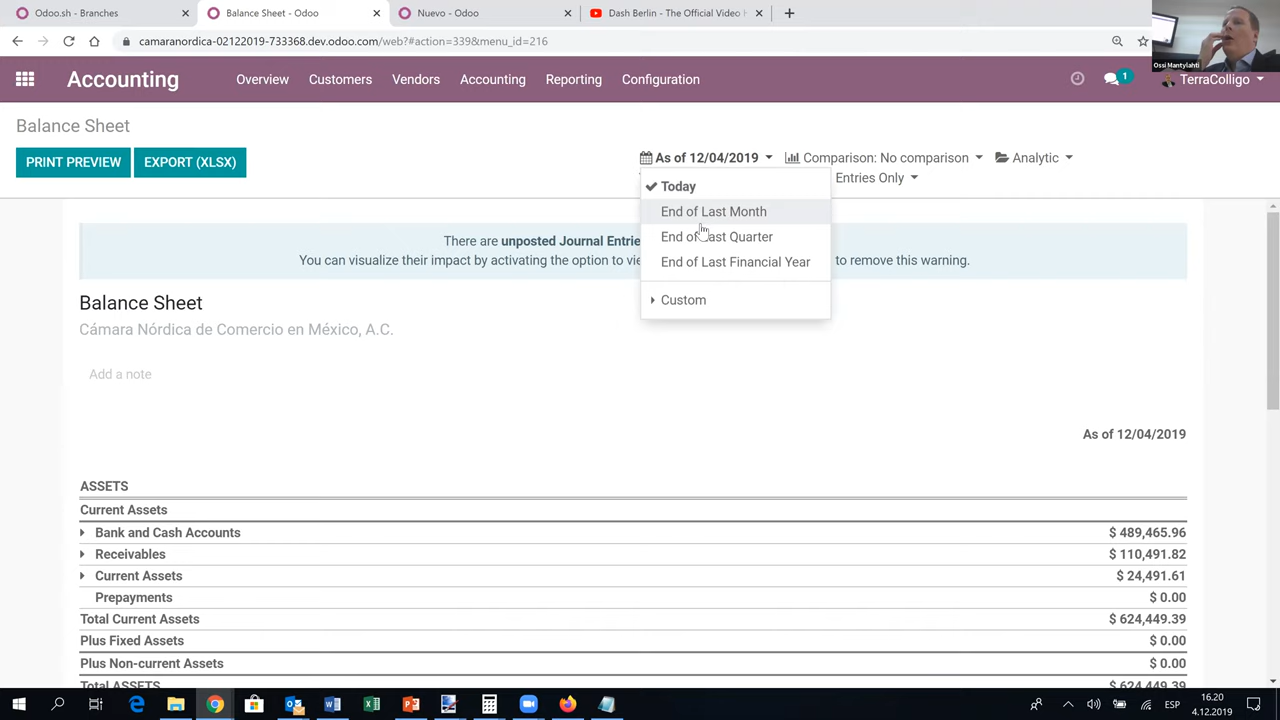 Odoo.sh - Branches
Balance Sheet - Odoo
Nuevo - Odoo
Dash Berlin - The Official Video
camaranordica-02122019-733368.dev.odoo.com/web?#action=339&menu_id=216
Ossi Mantylahti
Accounting
Overview
Customers
Vendors
Accounting
Reporting
Configuration
1
TerraColligo
Balance Sheet
PRINT PREVIEW
EXPORT (XLSX)
As of 12/04/2019
Comparison: No comparison
Analytic
Entries Only
Today
End of Last Month
End of Last Quarter
End of Last Financial Year
Custom
There are unposted Journal Entrie
You can visualize their impact by activating the option to vie
to remove this warning.
Balance Sheet
Cámara Nórdica de Comercio en México, A.C.
Add a note
As of 12/04/2019
ASSETS
Current Assets
Bank and Cash Accounts $ 489,465.96
Receivables $ 110,491.82
Current Assets $ 24,491.61
Prepayments $ 0.00
Total Current Assets $ 624,449.39
Plus Fixed Assets $ 0.00
Plus Non-current Assets $ 0.00
Total ASSETS $ 624,449.39
ESP
16.20
4.12.2019